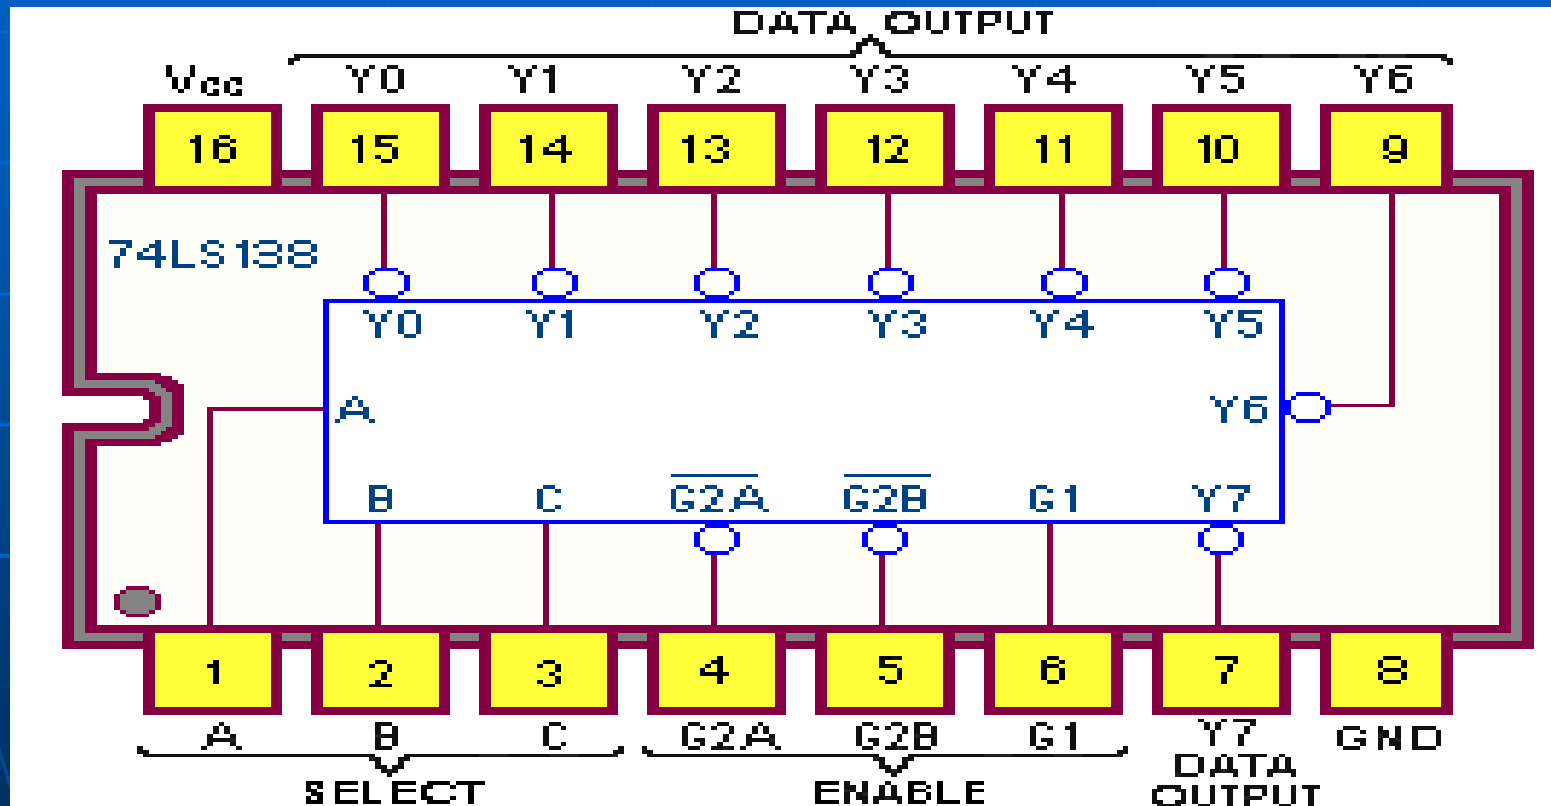 DATA OUTPUT
Vcc Y0 Y1 Y2 Y3 Y4 Y5 Y6
16 15 14 13 12 11 10 9
74LS138
Y0 Y1 Y2 Y3 Y4 Y5
A Y6
B C G2A G2B G1 Y7
1 2 3 4 5 6 7 8
A B C G2A G2B G1 Y7 GND
SELECT ENABLE DATA
OUTPUT